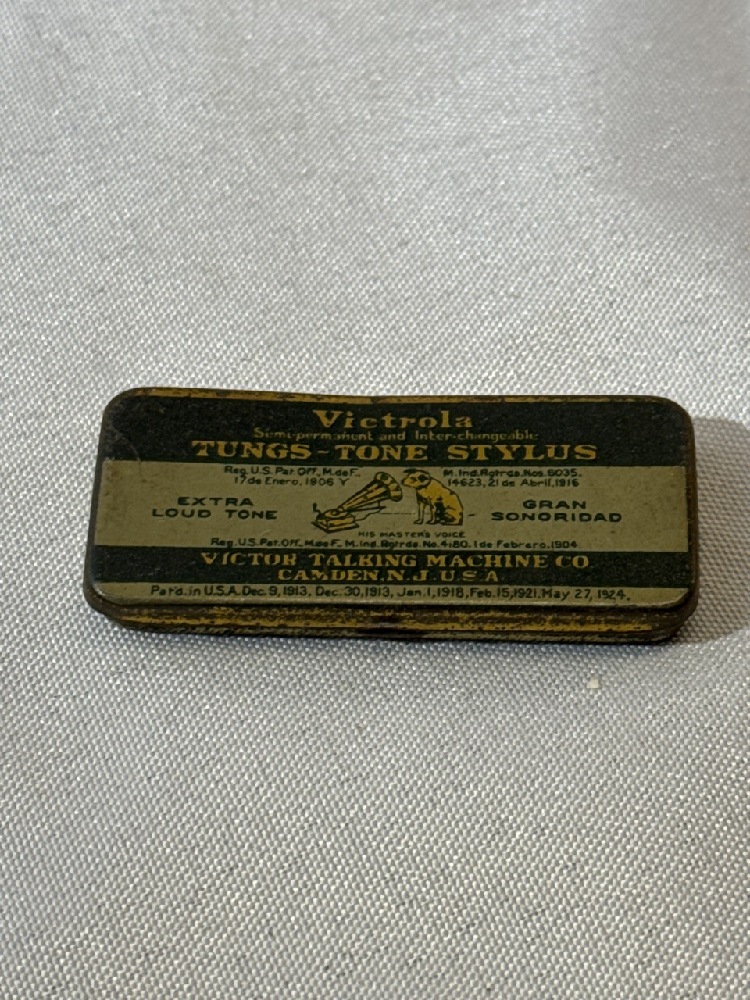 Victrola
Semi-permanent and Inter-changeable
TUNGS-TONE STYLUS
Reg. U.S. Pat. Off., M. de F.
17 de Enero, 1906 Y
M. Ind. Rgtrda. Nos. 6035.
14623, 21 de Abril, 1916
EXTRA
LOUD TONE
GRAN
SONORIDAD
HIS MASTER'S VOICE
Reg. U.S. Pat. Off. M. de F. M. Ind. Rgtrda. No. 4180. 1 de Febrero, 1904
VICTOR TALKING MACHINE CO
CAMDEN, N.J. U.S.A
Pat'd. in U.S.A. Dec. 9, 1913, Dec. 30, 1913, Jan. 1, 1918, Feb. 15, 1921, May 27, 1924.